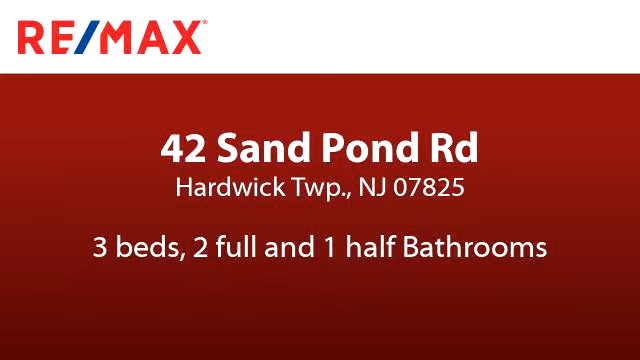 RE/MAX®
42 Sand Pond Rd
Hardwick Twp., NJ 07825
3 beds, 2 full and 1 half Bathrooms